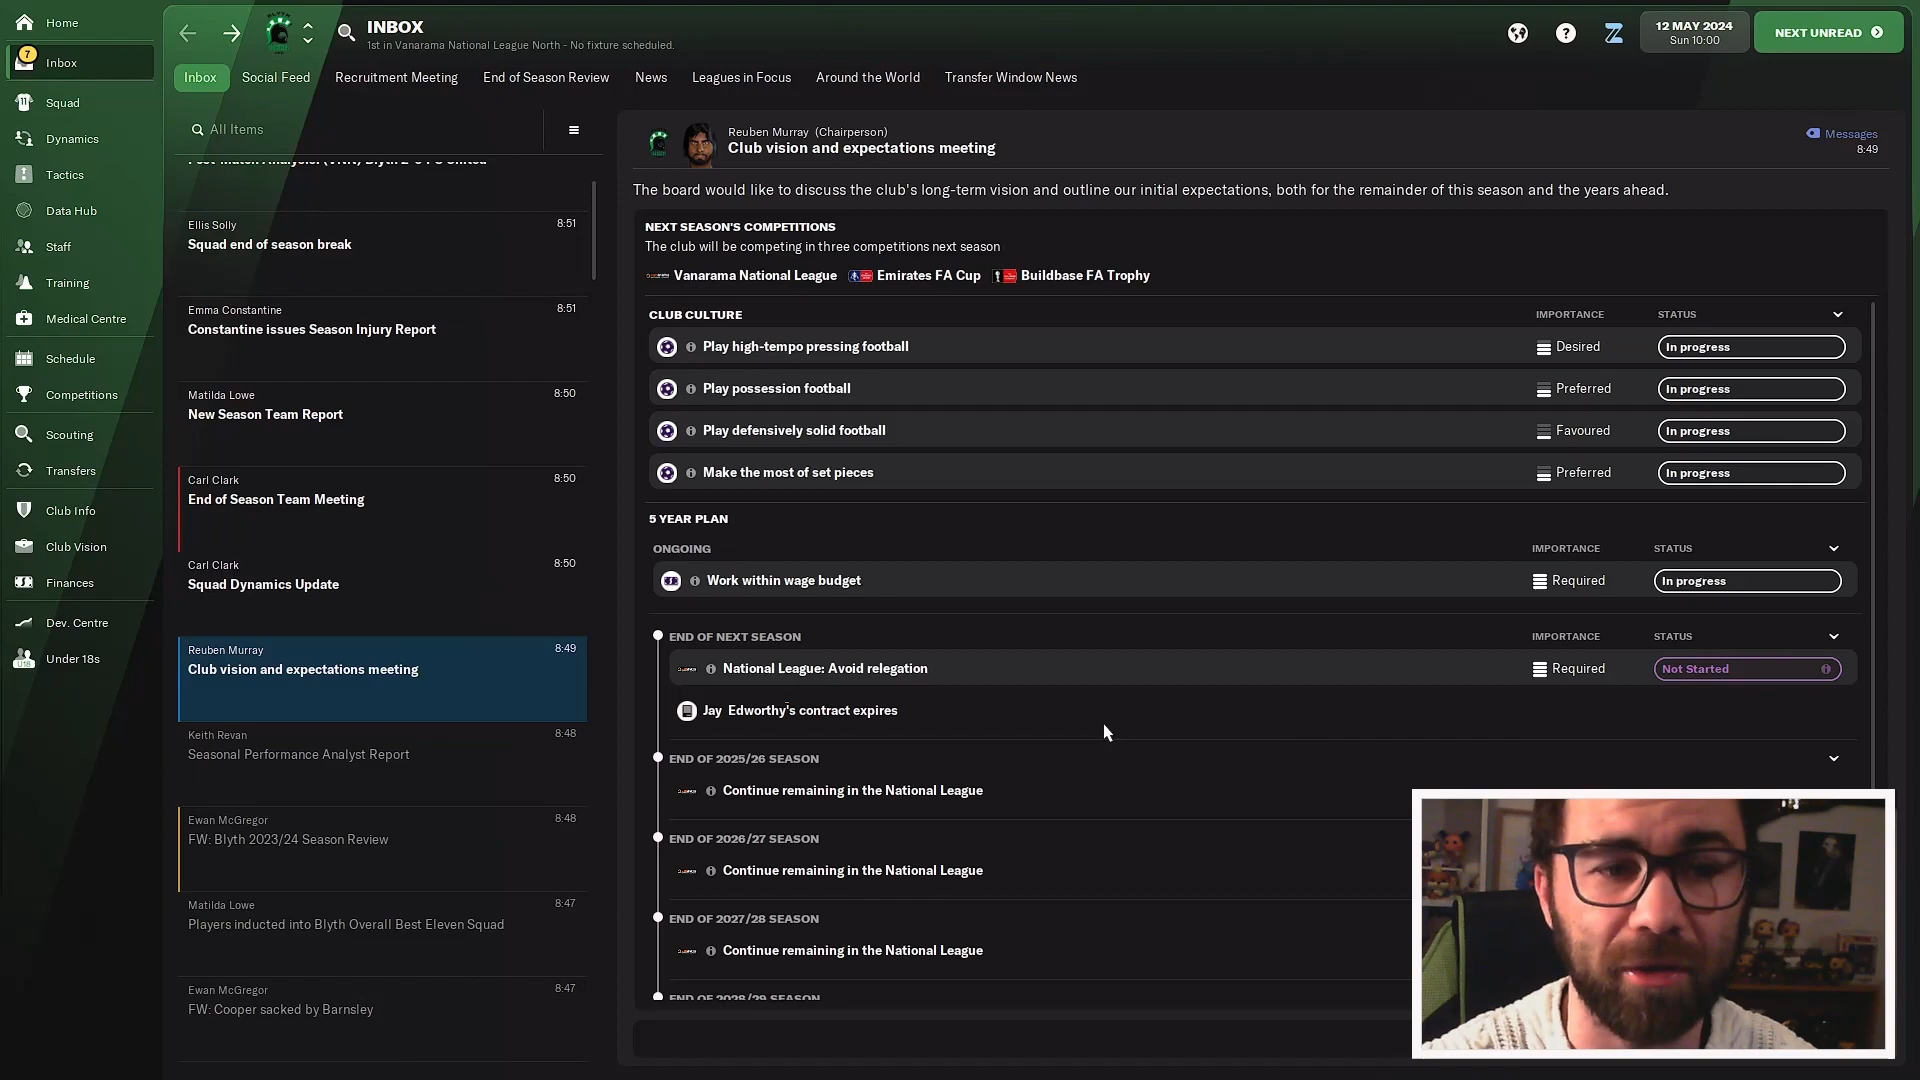 Home
7
Inbox
Squad
Dynamics
Tactics
Data Hub
Staff
Training
Medical Centre
Schedule
Competitions
Scouting
Transfers
Club Info
Club Vision
Finances
Dev. Centre
U18
Under 18s
INBOX
1st in Vanarama National League North - No fixture scheduled.
12 MAY 2024
Sun 10:00
NEXT UNREAD
Inbox
Social Feed
Recruitment Meeting
End of Season Review
News
Leagues in Focus
Around the World
Transfer Window News
All Items
Ellis Solly
8:51
Squad end of season break
Emma Constantine
8:51
Constantine issues Season Injury Report
Matilda Lowe
8:50
New Season Team Report
Carl Clark
8:50
End of Season Team Meeting
Carl Clark
8:50
Squad Dynamics Update
Reuben Murray
8:49
Club vision and expectations meeting
Keith Revan
8:48
Seasonal Performance Analyst Report
Ewan McGregor
8:48
FW: Blyth 2023/24 Season Review
Matilda Lowe
8:47
Players inducted into Blyth Overall Best Eleven Squad
Ewan McGregor
8:47
FW: Cooper sacked by Barnsley
Reuben Murray (Chairperson)
Club vision and expectations meeting
Messages
8:49
The board would like to discuss the club's long-term vision and outline our initial expectations, both for the remainder of this season and the years ahead.
NEXT SEASON'S COMPETITIONS
The club will be competing in three competitions next season
Vanarama National League Emirates FA Cup Buildbase FA Trophy
CLUB CULTURE IMPORTANCE STATUS
Play high-tempo pressing football Desired In progress
Play possession football Preferred In progress
Play defensively solid football Favoured In progress
Make the most of set pieces Preferred In progress
5 YEAR PLAN
ONGOING IMPORTANCE STATUS
Work within wage budget Required In progress
END OF NEXT SEASON IMPORTANCE STATUS
National League: Avoid relegation Required Not Started
Jay Edworthy's contract expires
END OF 2025/26 SEASON
Continue remaining in the National League
END OF 2026/27 SEASON
Continue remaining in the National League
END OF 2027/28 SEASON
Continue remaining in the National League
END OF 2028/29 SEASON